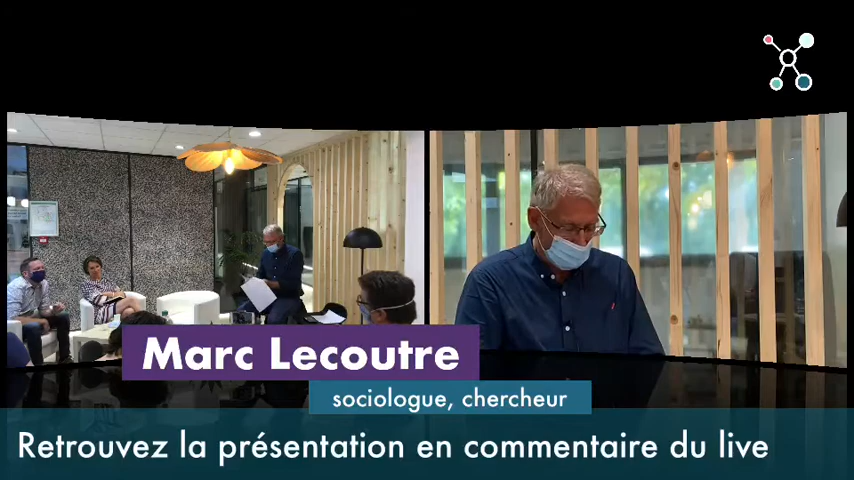 Marc Lecoutre
sociologue, chercheur
Retrouvez la présentation en commentaire du live